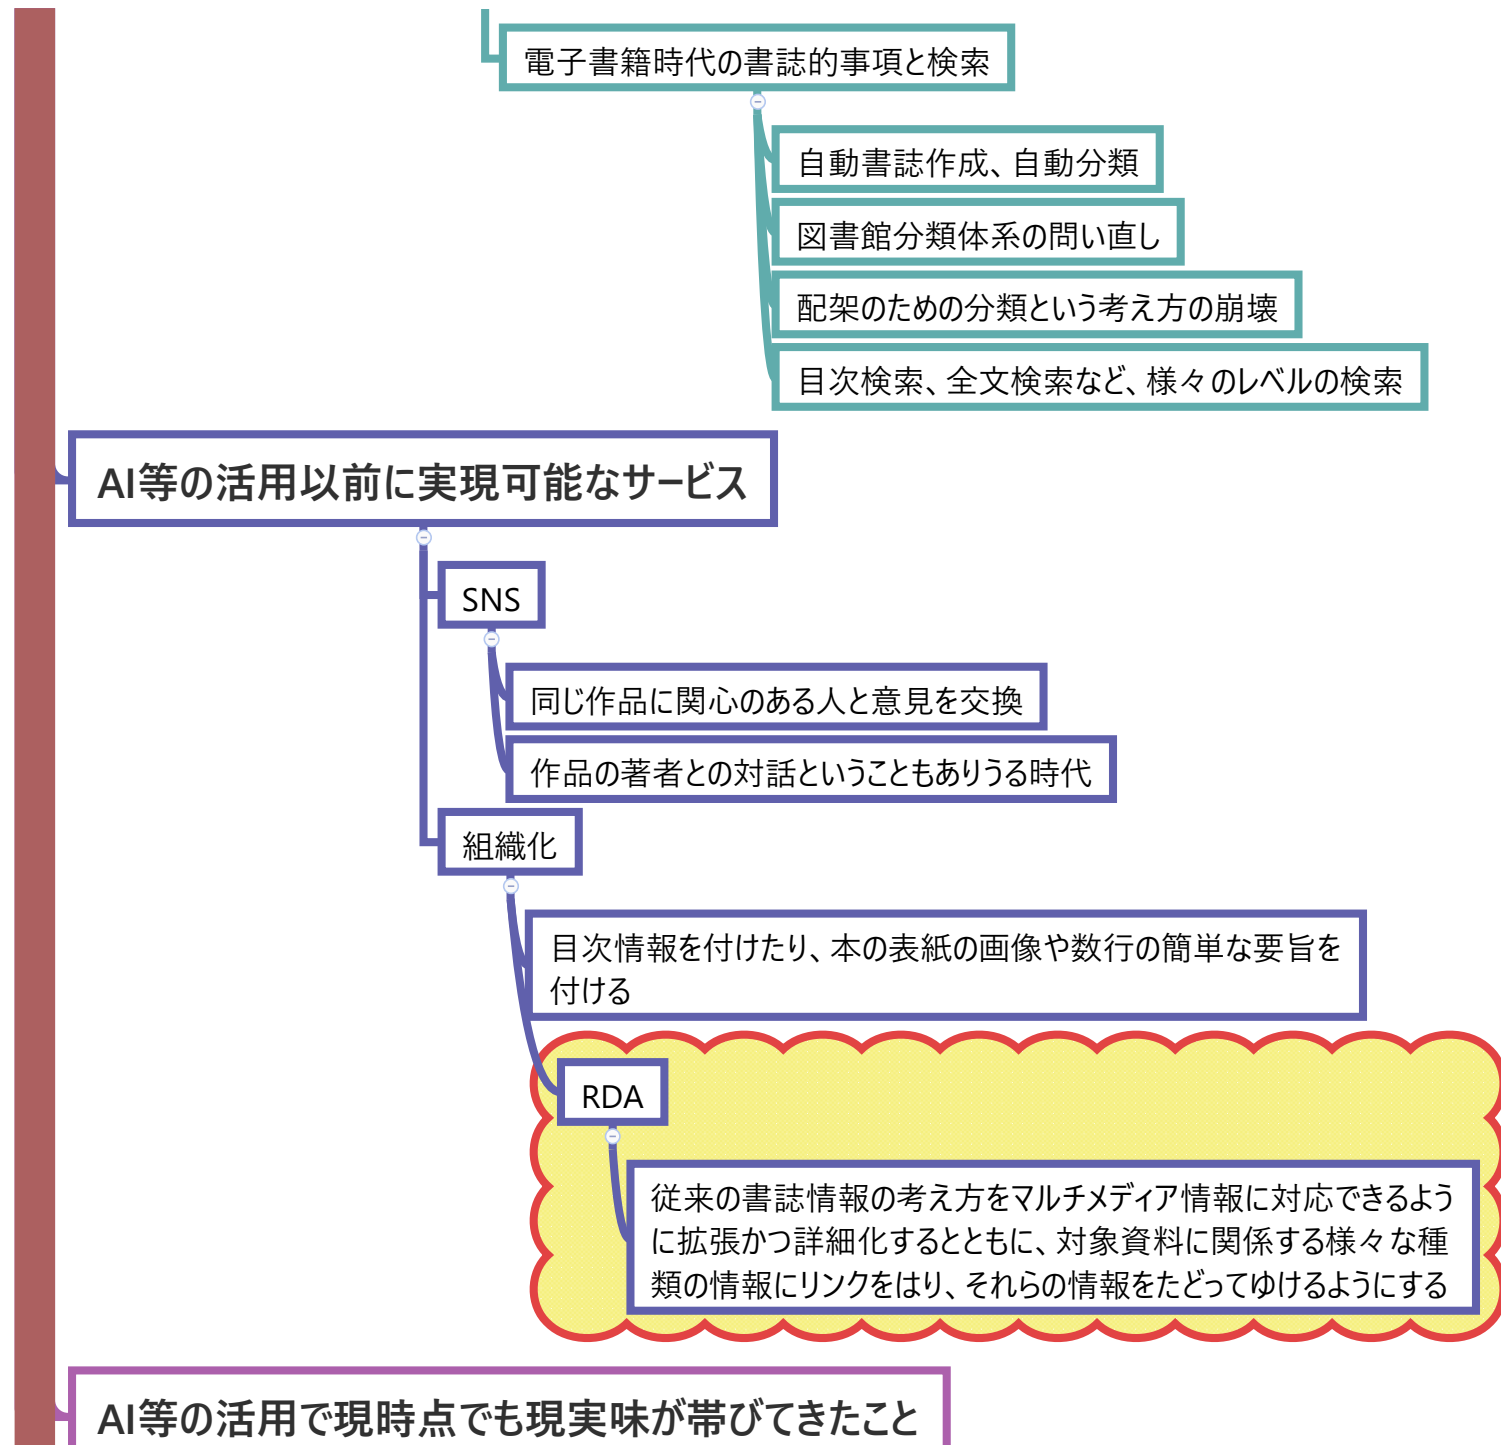 電子書籍時代の書誌的事項と検索
自動書誌作成、自動分類
図書館分類体系の問い直し
配架のための分類という考え方の崩壊
目次検索、全文検索など、様々のレベルの検索
AI等の活用以前に実現可能なサービス
SNS
同じ作品に関心のある人と意見を交換
作品の著者との対話ということもありうる時代
組織化
目次情報を付けたり、本の表紙の画像や数行の簡単な要旨を
付ける
RDA
従来の書誌情報の考え方をマルチメディア情報に対応できるよう
に拡張かつ詳細化するとともに、対象資料に関係する様々な種
類の情報にリンクをはり、それらの情報をたどってゆけるようにする
AI等の活用で現時点でも現実味が帯びてきたこと